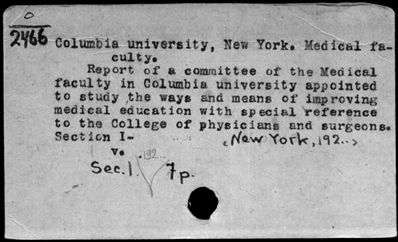 O
2466 Columbia university, New York. Medical fa-
culty.
Report of a committee of the Medical
faculty in Columbia university appointed
to study the ways and means of improving
medical education with special reference
to the College of physicians and surgeons.
Section I-
<New York, 192..>
v. 192
Sec. 1 7p.